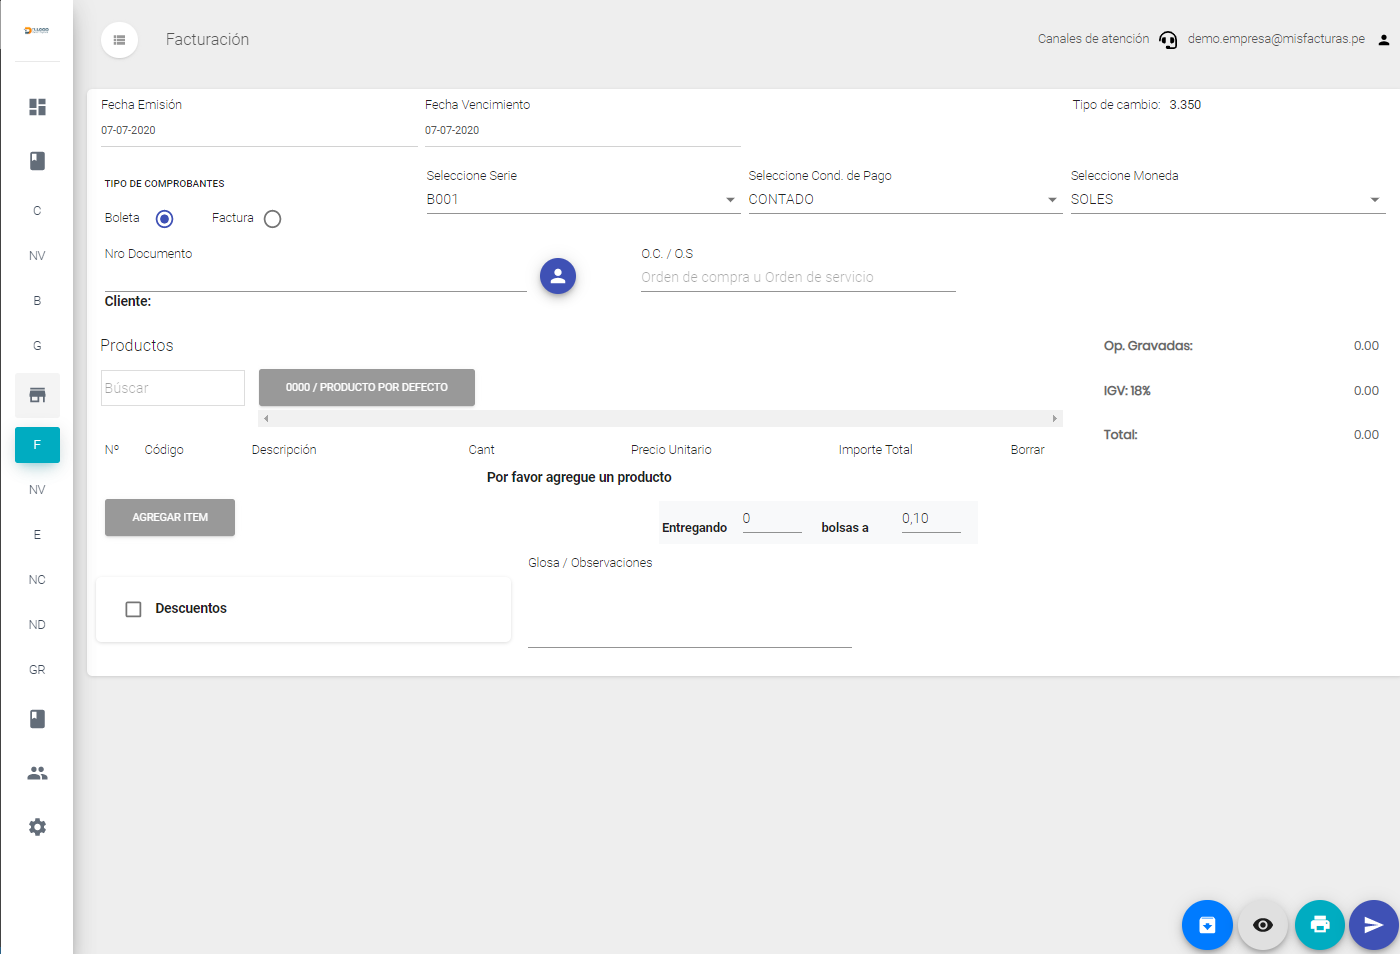 Facturación
Canales de atención
demo.empresa@misfacturas.pe
Fecha Emisión
Fecha Vencimiento
Tipo de cambio: 3.350
07-07-2020
07-07-2020
TIPO DE COMPROBANTES
Seleccione Serie
Seleccione Cond. de Pago
Seleccione Moneda
B001
CONTADO
SOLES
Boleta
Factura
Nro Documento
O.C. / O.S
Orden de compra u Orden de servicio
Cliente:
Productos
Búscar
0000 / PRODUCTO POR DEFECTO
Op. Gravadas: 0.00
IGV: 18% 0.00
Total: 0.00
Nº Código Descripción Cant Precio Unitario Importe Total Borrar
Por favor agregue un producto
AGREGAR ITEM
Entregando 0 bolsas a 0,10
Glosa / Observaciones
Descuentos
C
NV
B
G
F
NV
E
NC
ND
GR